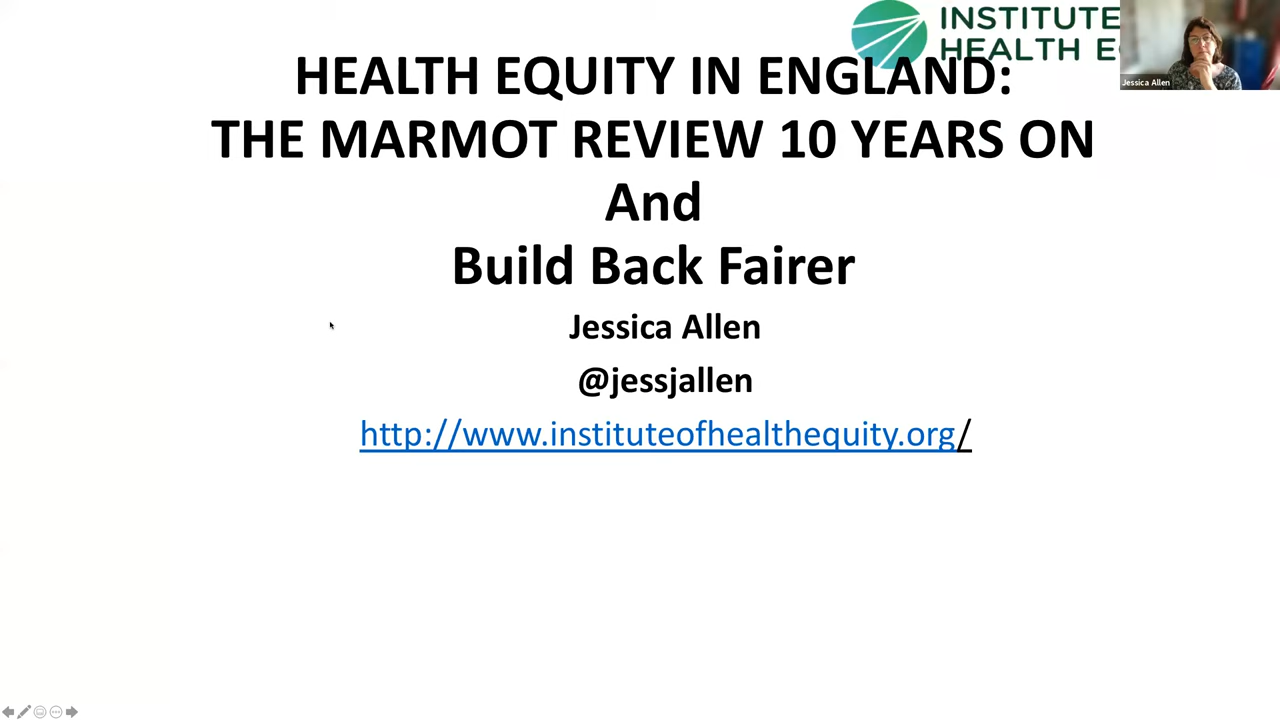 INSTITUTE
HEALTH E
HEALTH EQUITY IN ENGLAND:
THE MARMOT REVIEW 10 YEARS ON
And
Build Back Fairer
Jessica Allen
@jessjallen
http://www.instituteofhealthequity.org/
Jessica Allen